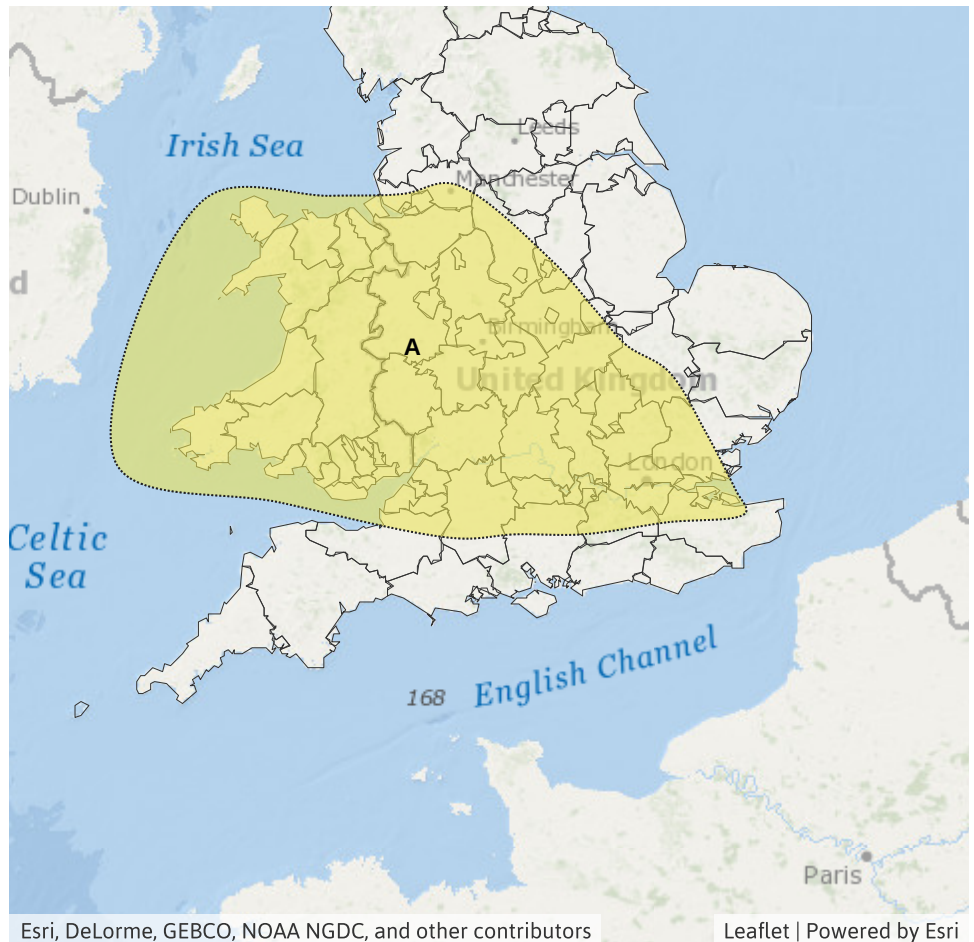 Irish Sea
Leeds
Manchester
Dublin
d
Birmingham
A
United Kingdom
London
Celtic
Sea
English Channel
168
Paris
Esri, DeLorme, GEBCO, NOAA NGDC, and other contributors
Leaflet | Powered by Esri